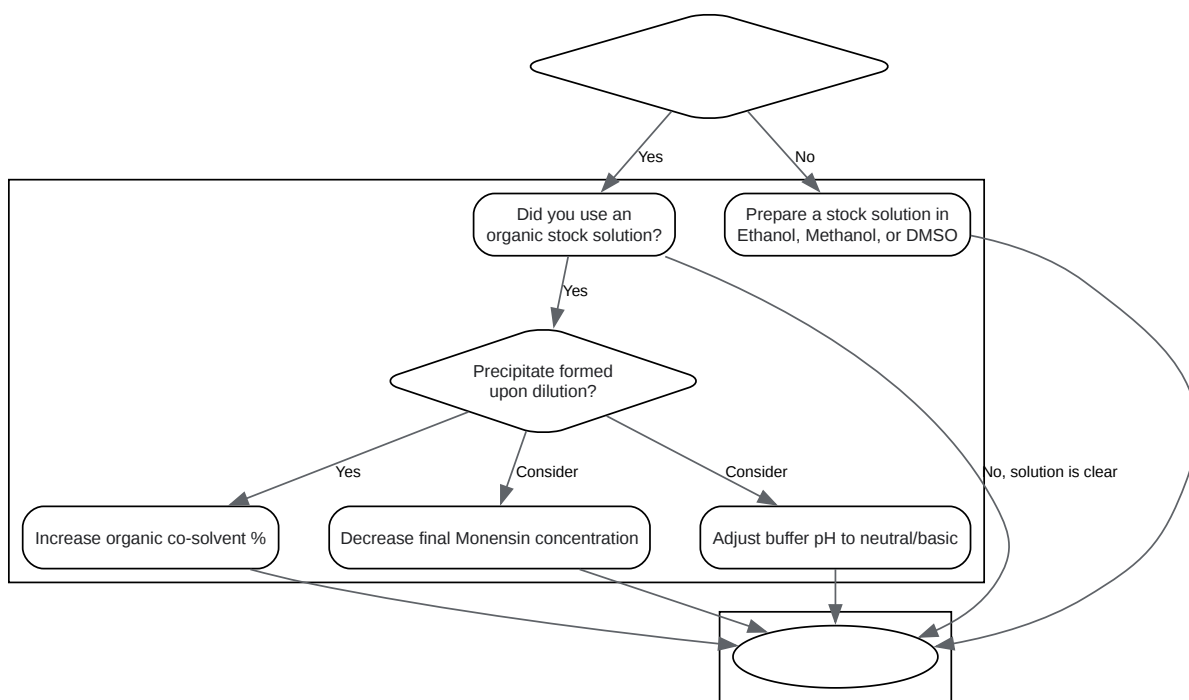 Yes
No
Did you use an
organic stock solution?
Prepare a stock solution in
Ethanol, Methanol, or DMSO
Yes
Precipitate formed
upon dilution?
Yes
Consider
Consider
No, solution is clear
Increase organic co-solvent %
Decrease final Monensin concentration
Adjust buffer pH to neutral/basic